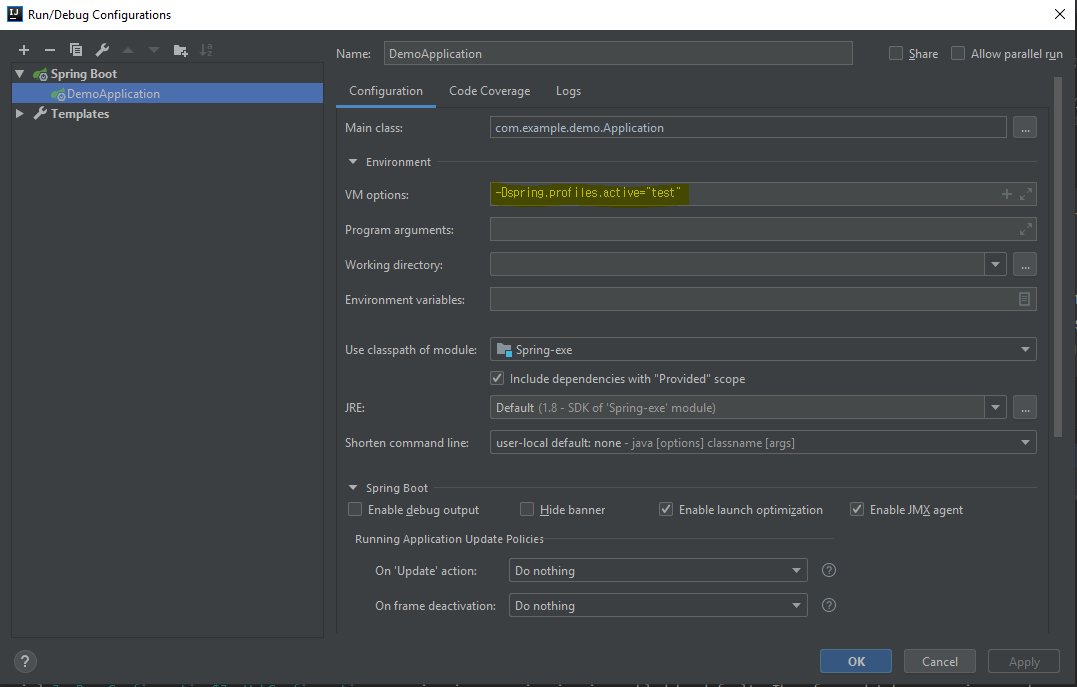 Run/Debug Configurations
Name: DemoApplication
Share
Allow parallel run
Spring Boot
DemoApplication
Templates
Configuration Code Coverage Logs
Main class: com.example.demo.Application ...
Environment
VM options: -Dspring.profiles.active="test"
Program arguments:
Working directory: ...
Environment variables:
Use classpath of module: Spring-exe
Include dependencies with "Provided" scope
JRE: Default (1.8 - SDK of 'Spring-exe' module) ...
Shorten command line: user-local default: none - java [options] classname [args]
Spring Boot
Enable debug output Hide banner Enable launch optimization Enable JMX agent
Running Application Update Policies
On 'Update' action: Do nothing ?
On frame deactivation: Do nothing ?
? OK Cancel Apply